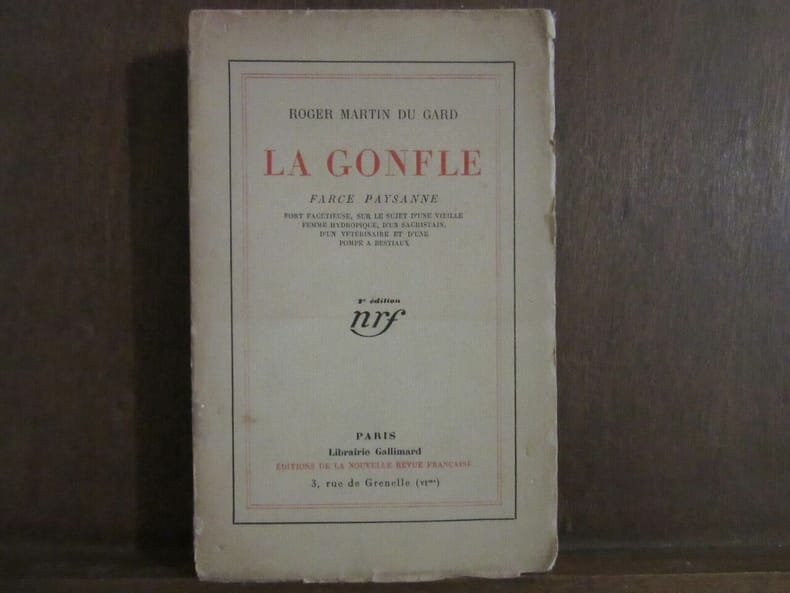 ROGER MARTIN DU GARD
LA GONFLE
FARCE PAYSANNE
FORT FACÉTIEUSE, SUR LE SUJET D'UNE VIEILLE
FEMME HYDROPIQUE, D'UN SACRISTAIN,
D'UN VÉTÉRINAIRE ET D'UNE
POMPE A BESTIAUX
2e édition
nrf
PARIS
Librairie Gallimard
ÉDITIONS DE LA NOUVELLE REVUE FRANÇAISE
3, rue de Grenelle (VIme)